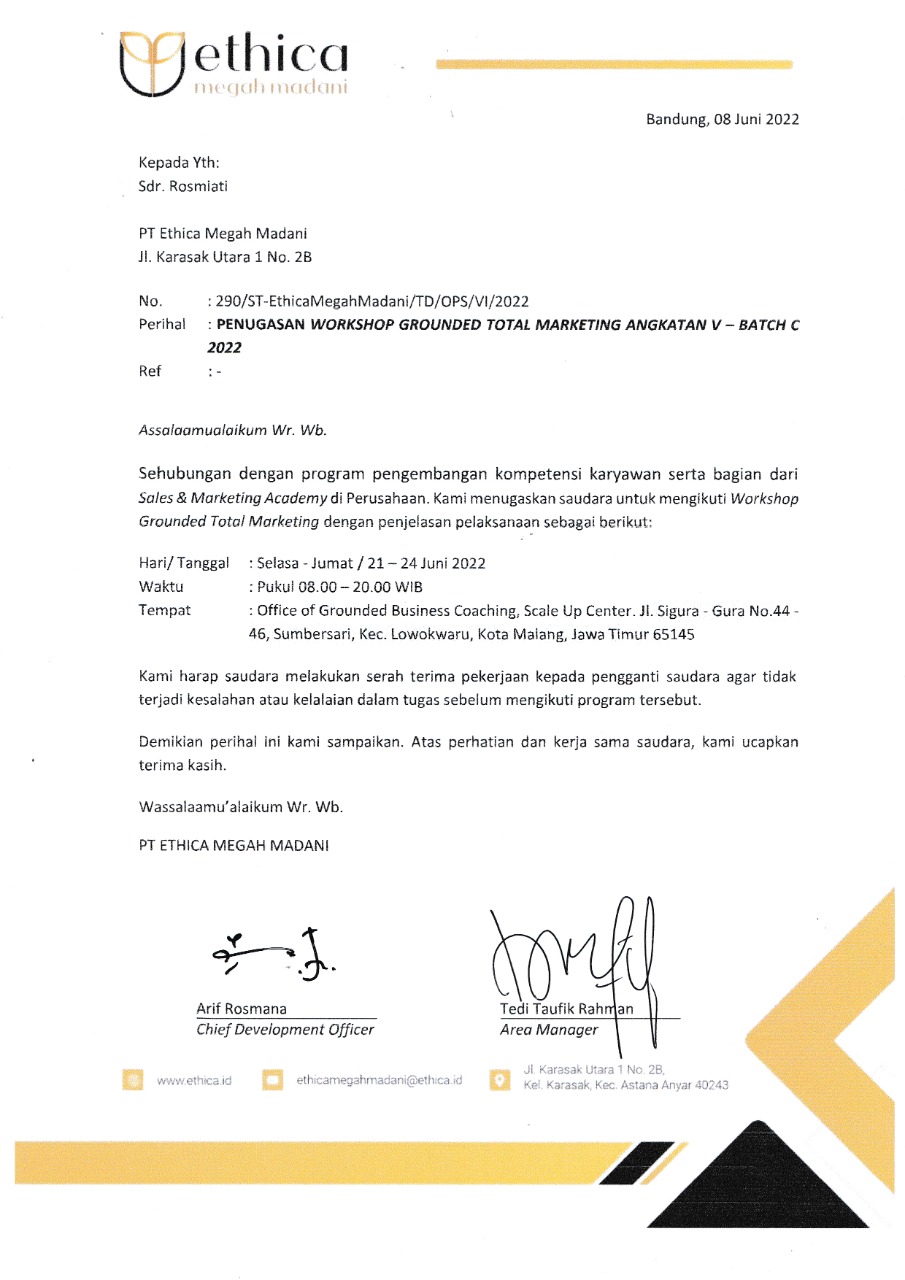 ethica
megah madani
Bandung, 08 Juni 2022
Kepada Yth:
Sdr. Rosmiati
PT Ethica Megah Madani
Jl. Karasak Utara 1 No. 2B
No. : 290/ST-EthicaMegahMadani/TD/OPS/VI/2022
Perihal : PENUGASAN WORKSHOP GROUNDED TOTAL MARKETING ANGKATAN V – BATCH C
2022
Ref : -
Assalaamualaikum Wr. Wb.
Sehubungan dengan program pengembangan kompetensi karyawan serta bagian dari
Sales & Marketing Academy di Perusahaan. Kami menugaskan saudara untuk mengikuti Workshop
Grounded Total Marketing dengan penjelasan pelaksanaan sebagai berikut:
Hari/ Tanggal : Selasa - Jumat / 21 – 24 Juni 2022
Waktu : Pukul 08.00 – 20.00 WIB
Tempat : Office of Grounded Business Coaching, Scale Up Center. Jl. Sigura - Gura No.44 -
46, Sumbersari, Kec. Lowokwaru, Kota Malang, Jawa Timur 65145
Kami harap saudara melakukan serah terima pekerjaan kepada pengganti saudara agar tidak
terjadi kesalahan atau kelalaian dalam tugas sebelum mengikuti program tersebut.
Demikian perihal ini kami sampaikan. Atas perhatian dan kerja sama saudara, kami ucapkan
terima kasih.
Wassalaamu'alaikum Wr. Wb.
PT ETHICA MEGAH MADANI
Arif Rosmana
Chief Development Officer
Tedi Taufik Rahman
Area Manager
www.ethica.id
ethicamegahmadani@ethica.id
Jl. Karasak Utara 1 No. 2B,
Kel. Karasak, Kec. Astana Anyar 40243